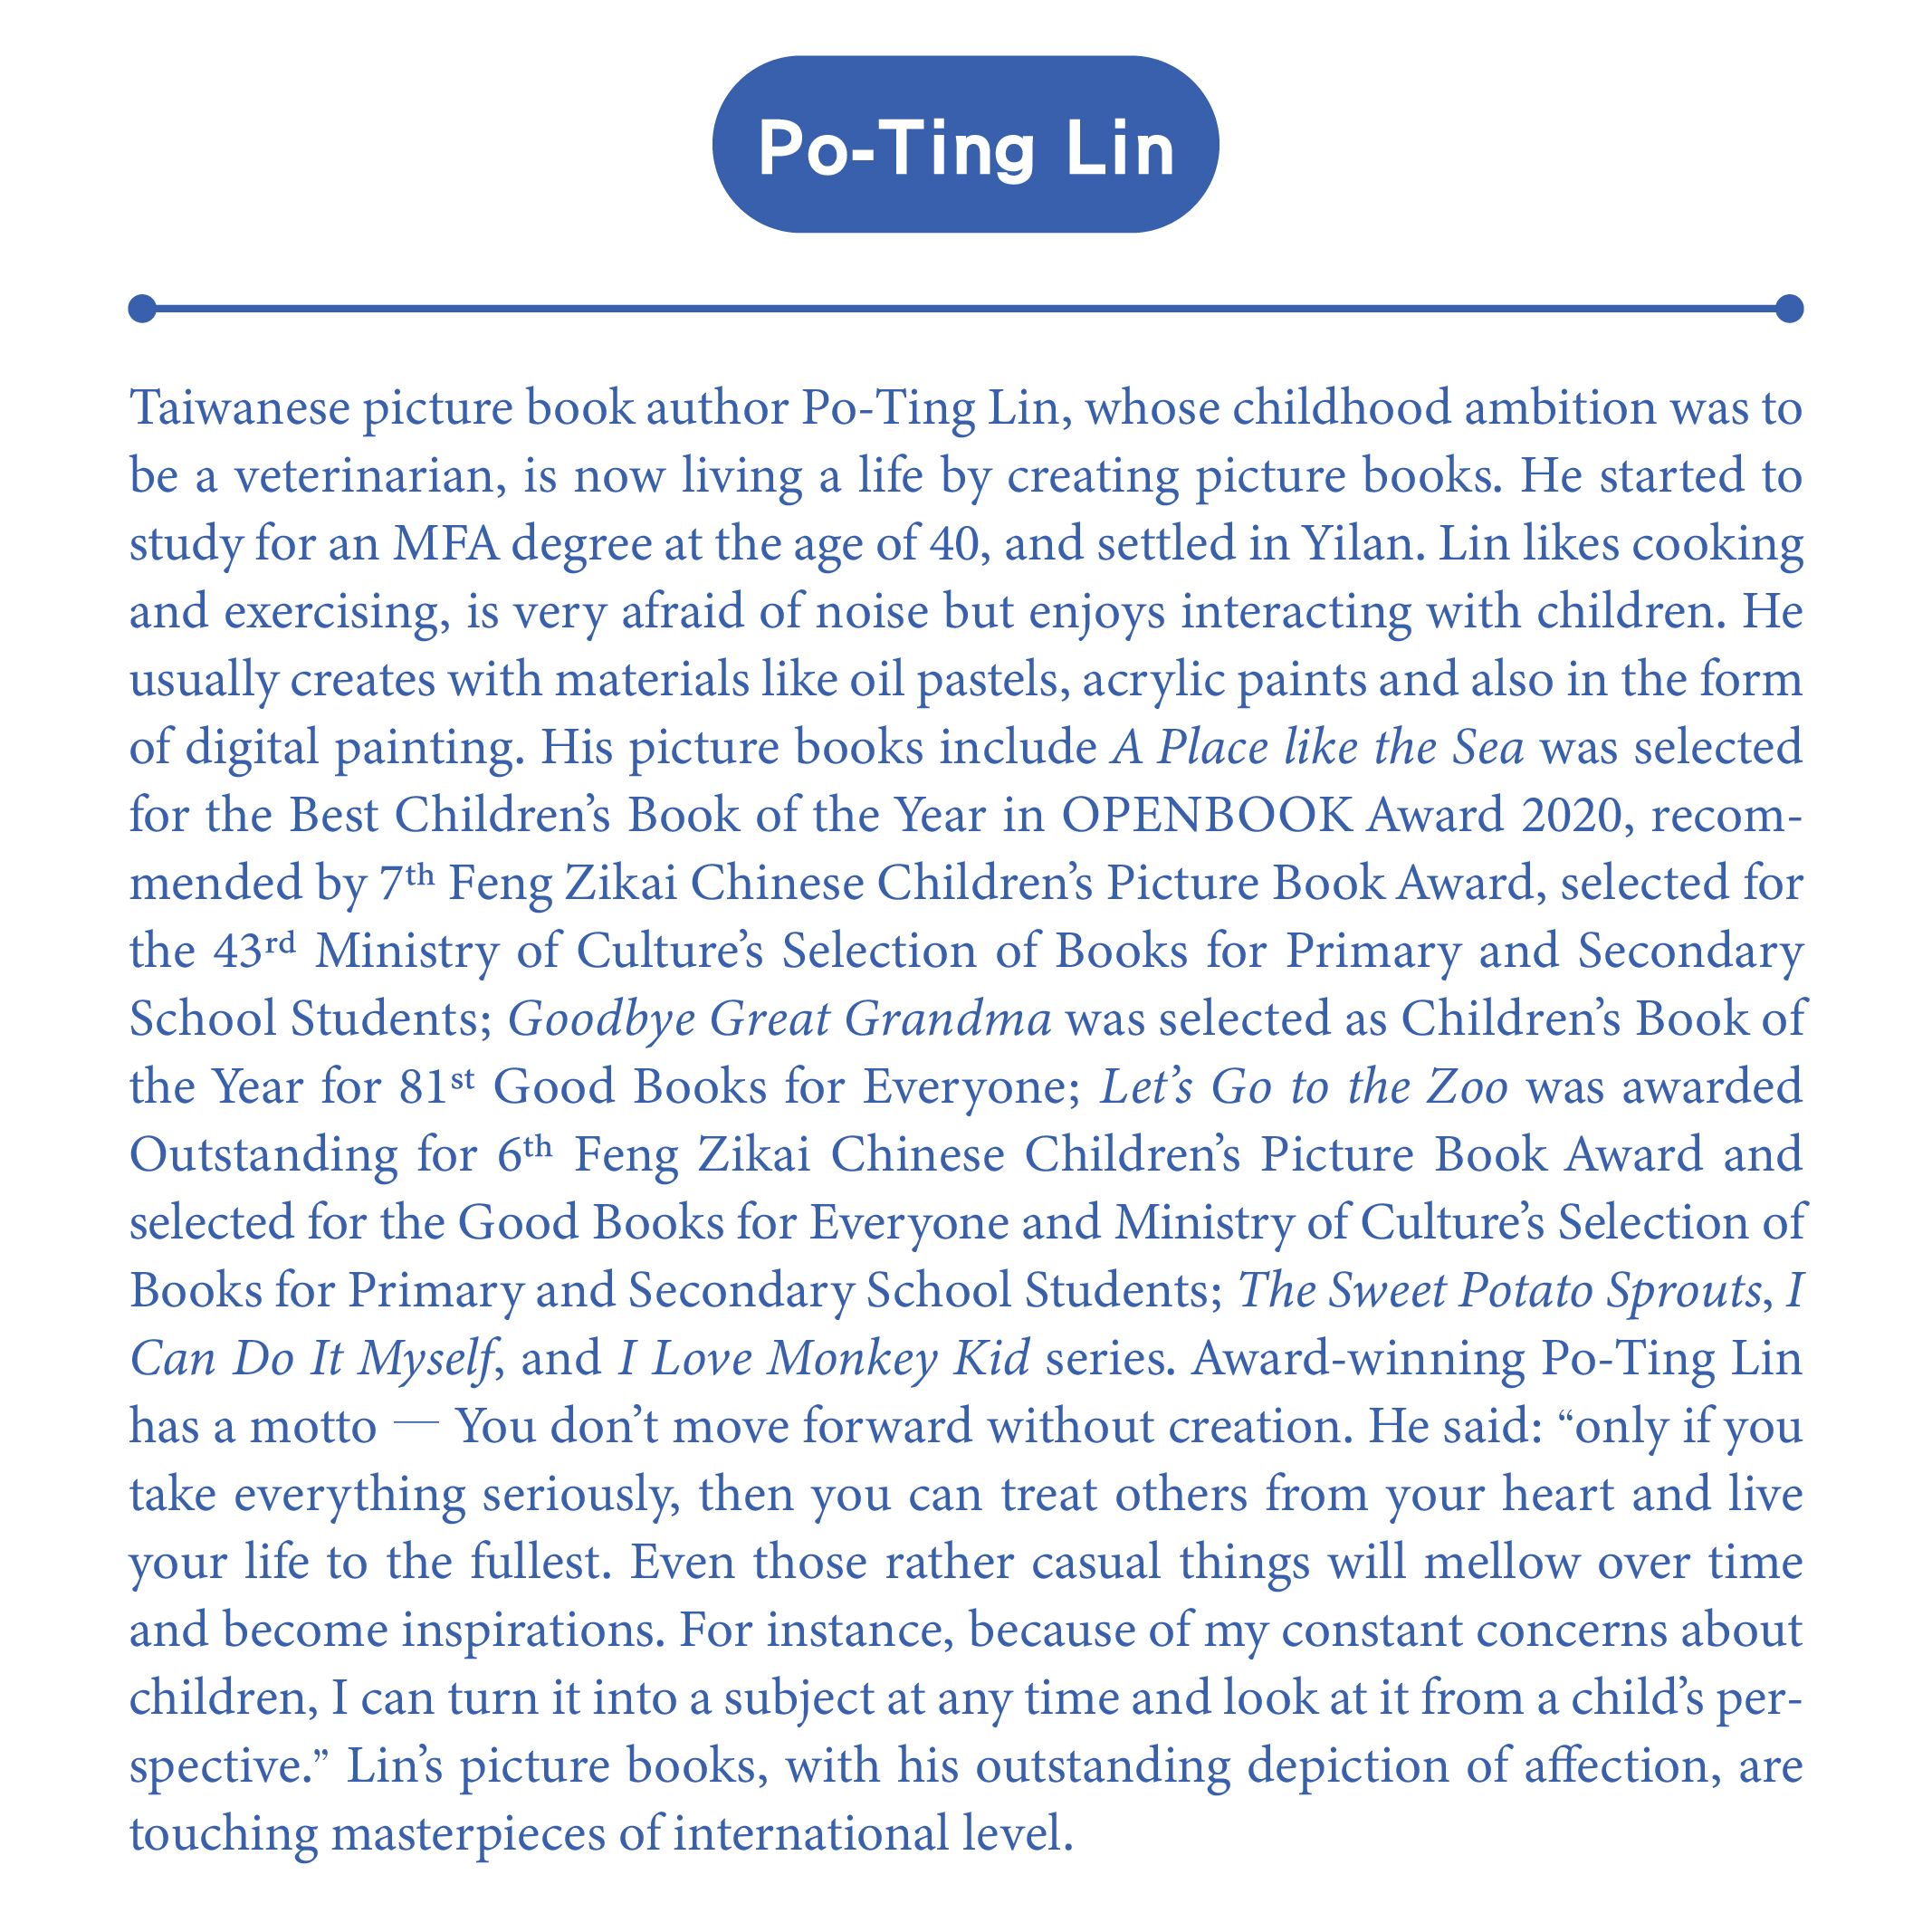 Po-Ting Lin
Taiwanese picture book author Po-Ting Lin, whose childhood ambition was to
be a veterinarian, is now living a life by creating picture books. He started to
study for an MFA degree at the age of 40, and settled in Yilan. Lin likes cooking
and exercising, is very afraid of noise but enjoys interacting with children. He
usually creates with materials like oil pastels, acrylic paints and also in the form
of digital painting. His picture books include A Place like the Sea was selected
for the Best Children’s Book of the Year in OPENBOOK Award 2020, recom-
mended by 7th Feng Zikai Chinese Children’s Picture Book Award, selected for
the 43rd Ministry of Culture’s Selection of Books for Primary and Secondary
School Students; Goodbye Great Grandma was selected as Children’s Book of
the Year for 81st Good Books for Everyone; Let’s Go to the Zoo was awarded
Outstanding for 6th Feng Zikai Chinese Children’s Picture Book Award and
selected for the Good Books for Everyone and Ministry of Culture’s Selection of
Books for Primary and Secondary School Students; The Sweet Potato Sprouts, I
Can Do It Myself, and I Love Monkey Kid series. Award-winning Po-Ting Lin
has a motto — You don’t move forward without creation. He said: “only if you
take everything seriously, then you can treat others from your heart and live
your life to the fullest. Even those rather casual things will mellow over time
and become inspirations. For instance, because of my constant concerns about
children, I can turn it into a subject at any time and look at it from a child’s per-
spective.” Lin’s picture books, with his outstanding depiction of affection, are
touching masterpieces of international level.